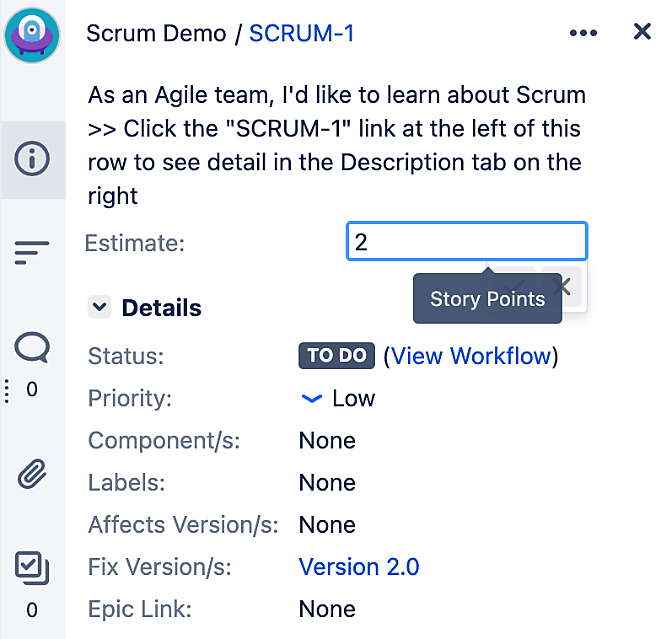 Scrum Demo / SCRUM-1
As an Agile team, I'd like to learn about Scrum
>> Click the "SCRUM-1" link at the left of this
row to see detail in the Description tab on the
right
Estimate: 2
Story Points
Details
Status: TO DO (View Workflow)
Priority: Low
0
Component/s: None
Labels: None
Affects Version/s: None
Fix Version/s: Version 2.0
Epic Link: None
0